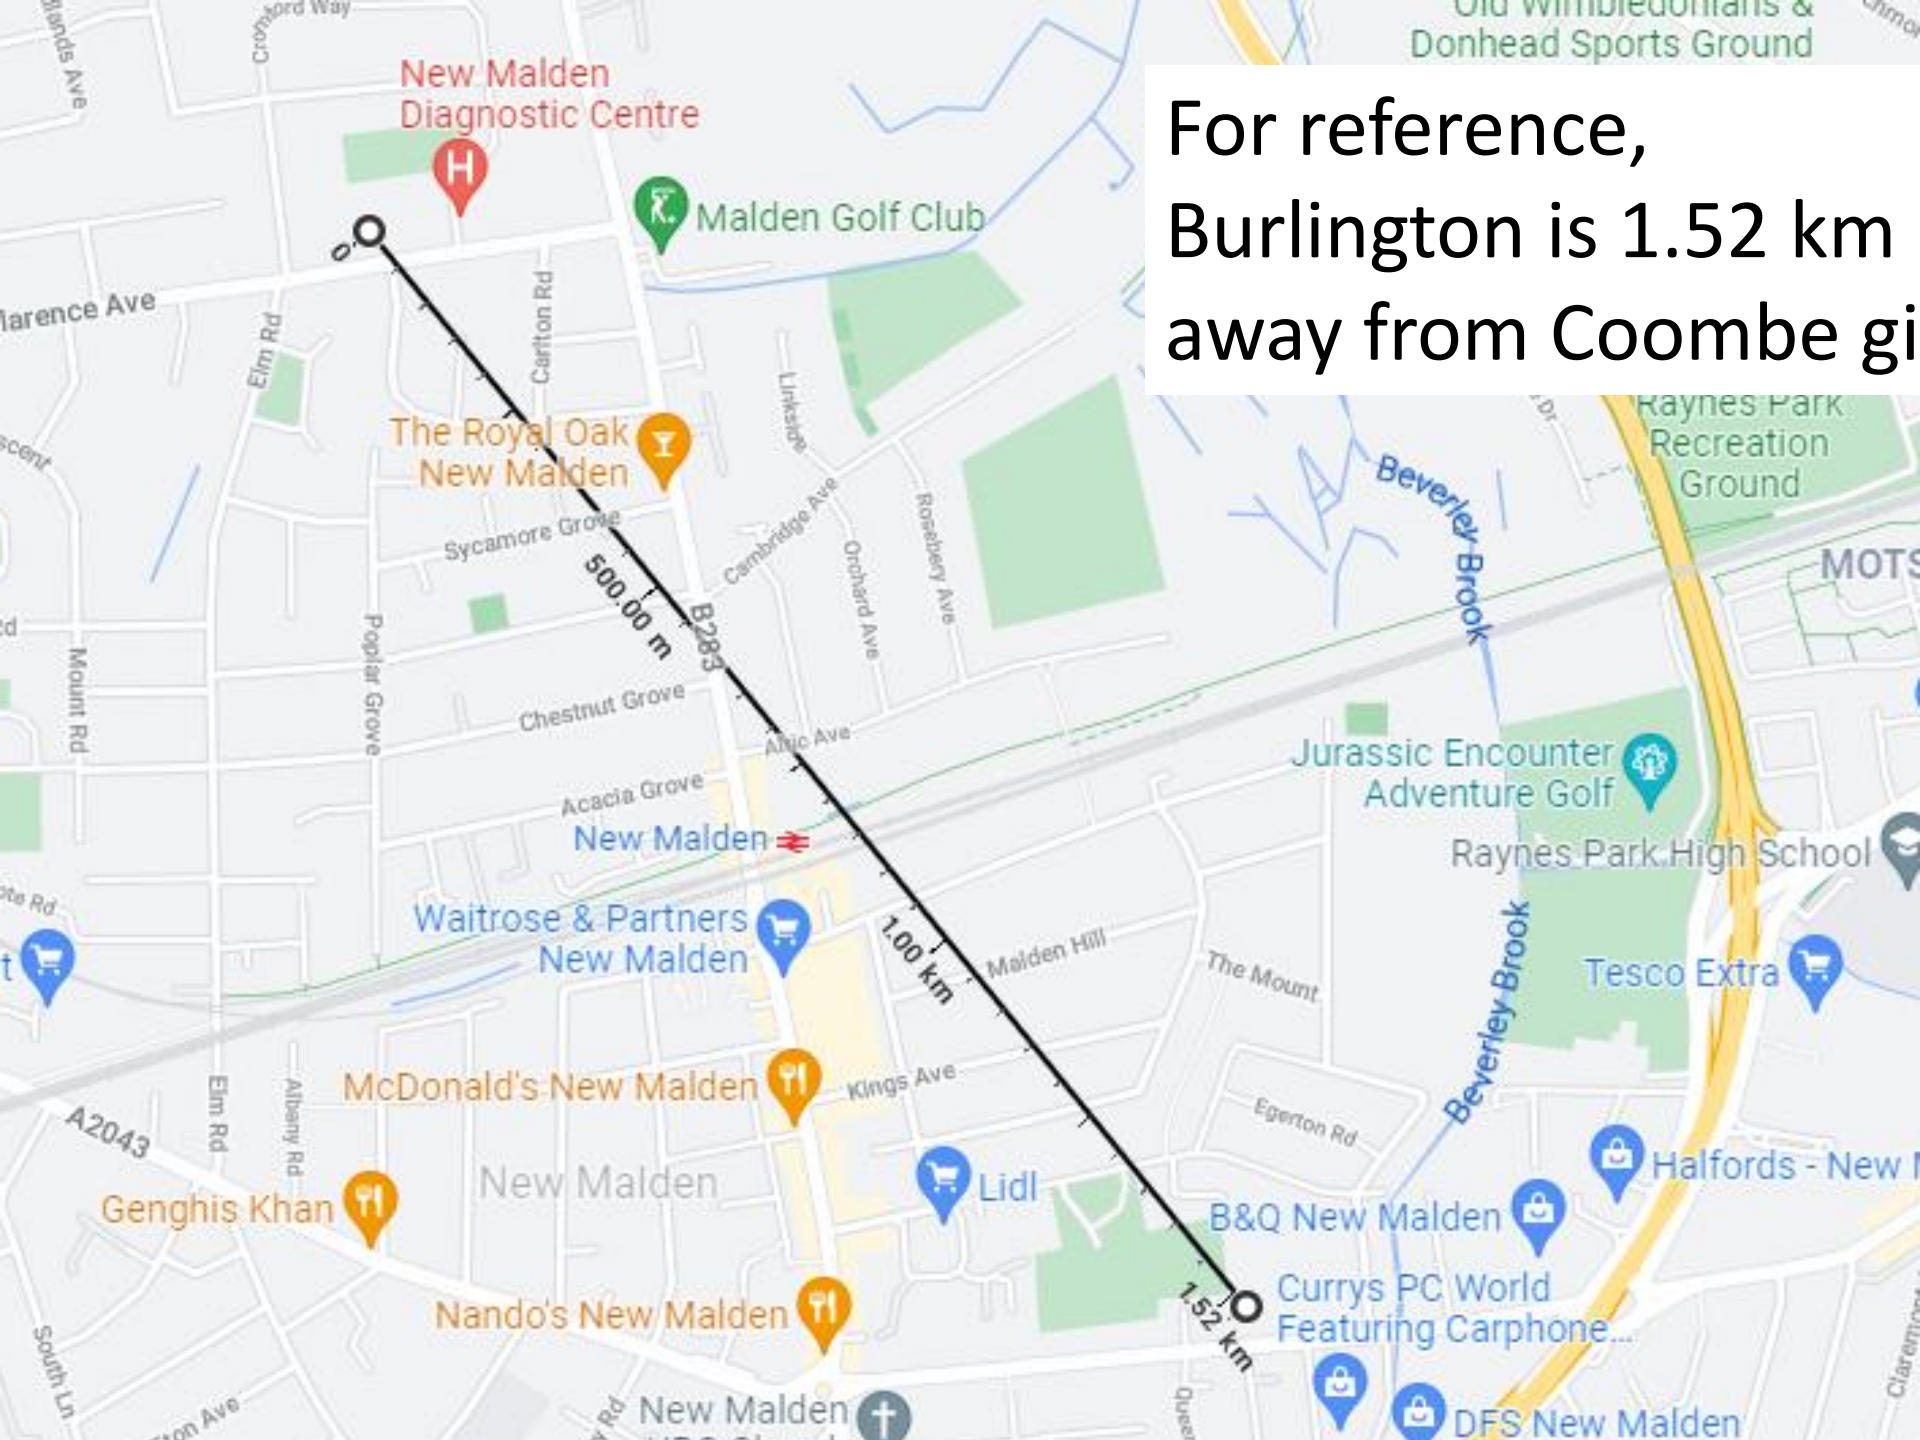 For reference,
Burlington is 1.52 km
away from Coombe gi
Old Wimbledonians &
Donhead Sports Ground
New Malden
Diagnostic Centre
Malden Golf Club
0
Elm Rd
Carlton Rd
The Royal Oak
New Malden
Linkside
Raynes Park
Recreation
Ground
Beverley Brook
Sycamore Grove
Cambridge Ave
Orchard Ave
Rosebery Ave
500.00 m
B283
Mount Rd
Poplar Grove
Chestnut Grove
Alric Ave
Acacia Grove
New Malden
Jurassic Encounter
Adventure Golf
Raynes Park High School
Waitrose & Partners
New Malden
1.00 km
Malden Hill
The Mount
Beverley Brook
Tesco Extra
A2043
Elm Rd
Albany Rd
McDonald's New Malden
Kings Ave
Egerton Rd
New Malden
Genghis Khan
Lidl
B&Q New Malden
Halfords - New
Nando's New Malden
1.52 km
Currys PC World
Featuring Carphone...
South Ln
New Malden
DFS New Malden